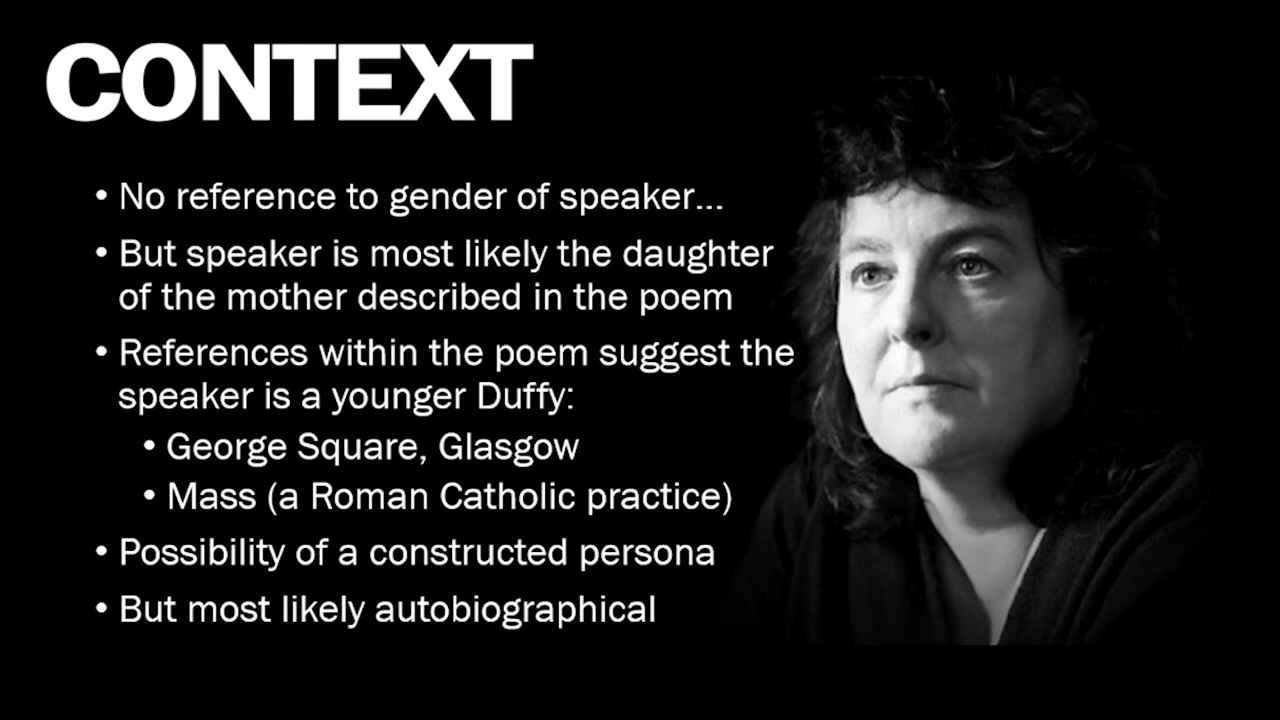 CONTEXT
• No reference to gender of speaker...
• But speaker is most likely the daughter
of the mother described in the poem
• References within the poem suggest the
speaker is a younger Duffy:
• George Square, Glasgow
• Mass (a Roman Catholic practice)
• Possibility of a constructed persona
• But most likely autobiographical